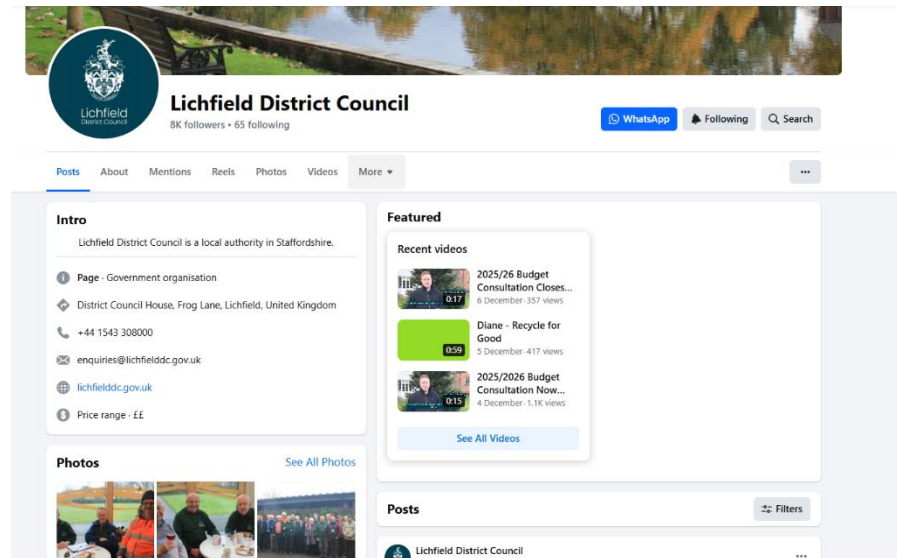 Lichfield
District Council
Lichfield District Council
8K followers • 65 following
WhatsApp
Following
Search
Posts
About
Mentions
Reels
Photos
Videos
More
Intro
Lichfield District Council is a local authority in Staffordshire.
Page · Government organisation
District Council House, Frog Lane, Lichfield, United Kingdom
+44 1543 308000
enquiries@lichfielddc.gov.uk
lichfielddc.gov.uk
Price range · ££
Photos
See All Photos
Featured
Recent videos
0:17
2025/26 Budget
Consultation Closes...
6 December · 357 views
0:59
Diane - Recycle for
Good
5 December · 417 views
0:15
2025/2026 Budget
Consultation Now...
4 December · 1.1K views
See All Videos
Posts
Filters
Lichfield District Council